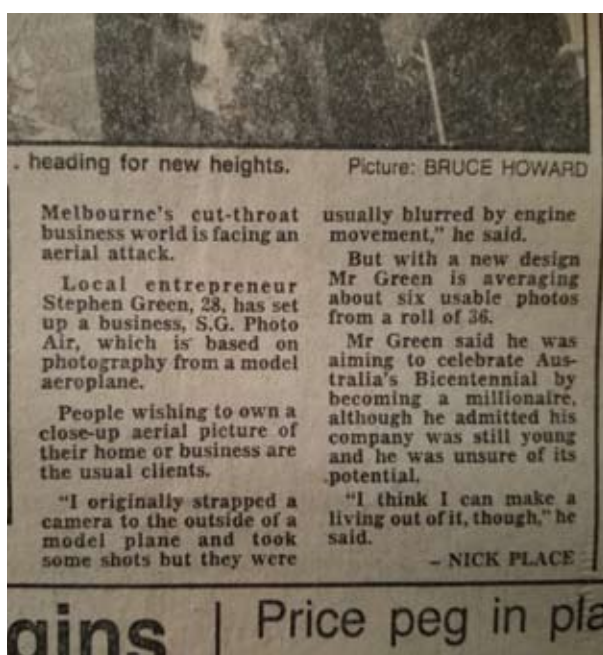 . heading for new heights.
Picture: BRUCE HOWARD
Melbourne's cut-throat
business world is facing an
aerial attack.
Local entrepreneur
Stephen Green, 28, has set
up a business, S.G. Photo
Air, which is based on
photography from a model
aeroplane.
People wishing to own a
close-up aerial picture of
their home or business are
the usual clients.
"I originally strapped a
camera to the outside of a
model plane and took
some shots but they were
usually blurred by engine
movement," he said.
But with a new design
Mr Green is averaging
about six usable photos
from a roll of 36.
Mr Green said he was
aiming to celebrate Aus-
tralia's Bicentennial by
becoming a millionaire,
although he admitted his
company was still young
and he was unsure of its
potential.
"I think I can make a
living out of it, though," he
said.
– NICK PLACE
gins
Price peg in pla